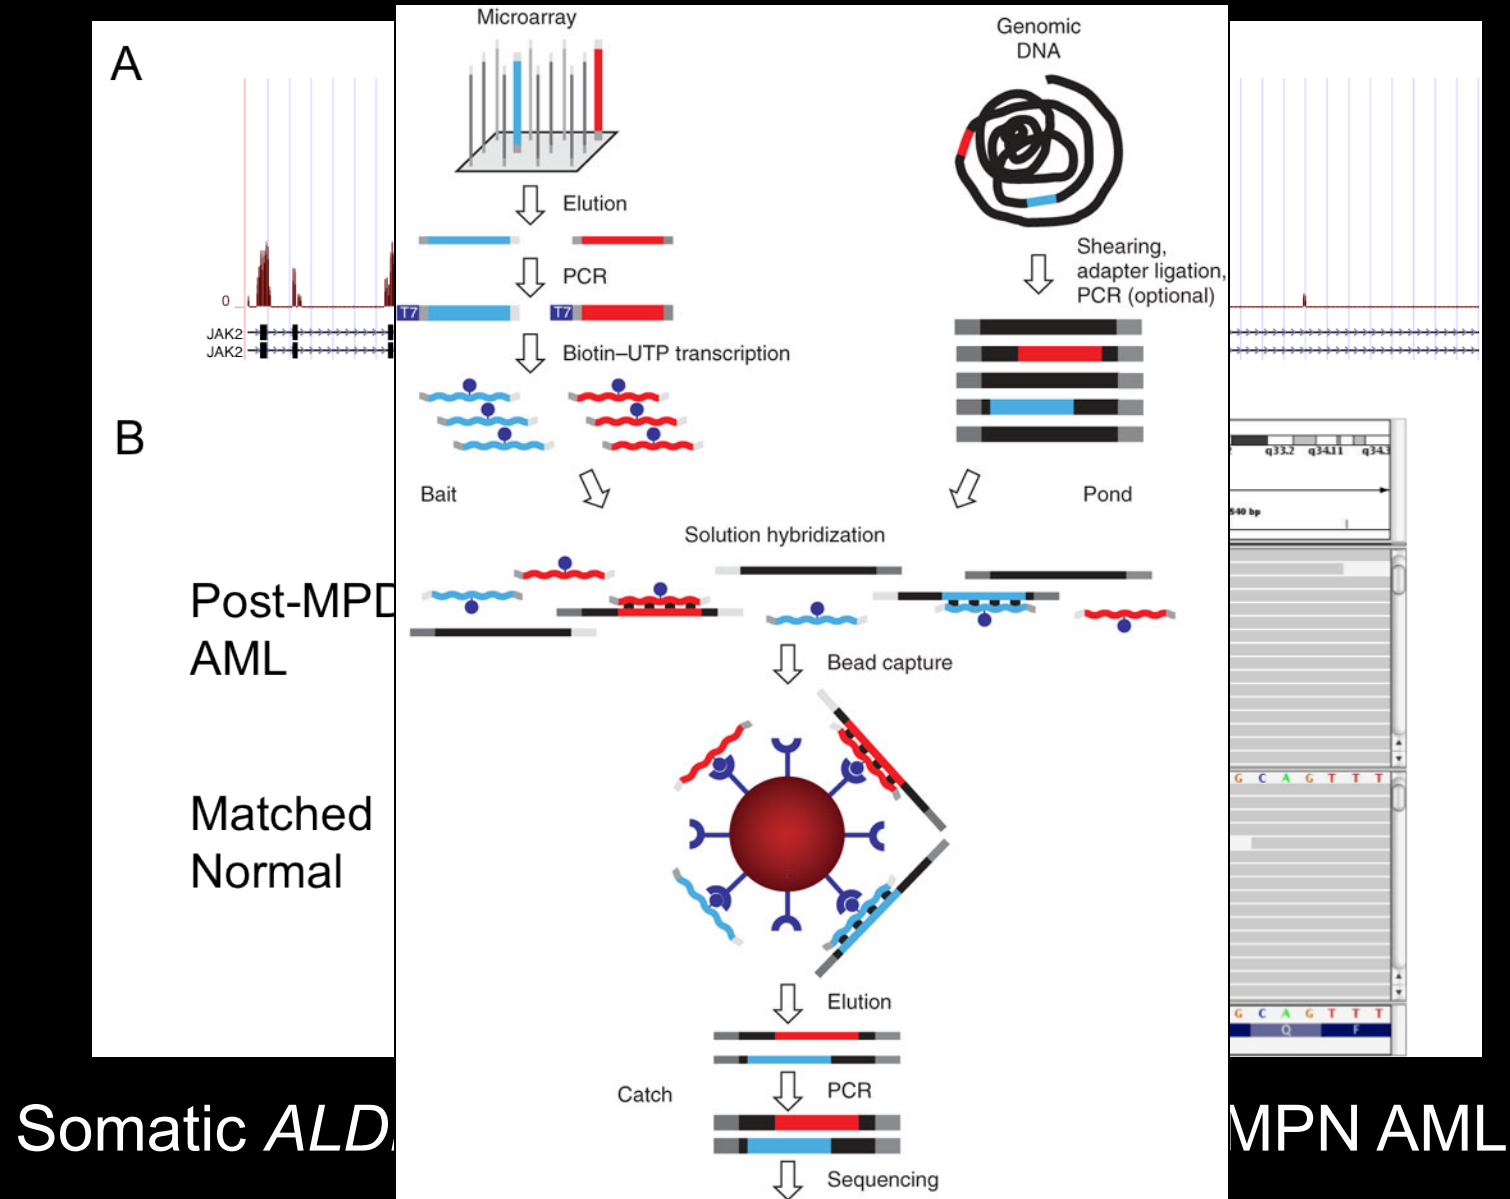 A
0
JAK2
JAK2
B
Post-MPD
AML
Matched
Normal
Microarray
Genomic
DNA
Elution
PCR
T7
T7
Biotin–UTP transcription
Shearing,
adapter ligation,
PCR (optional)
Bait
Pond
Solution hybridization
Bead capture
Elution
Catch
PCR
Sequencing
q33.2 q34.11 q34.3
540 bp
G C A G T T T
G C A G T T T
Q F
Somatic ALD
MPN AML